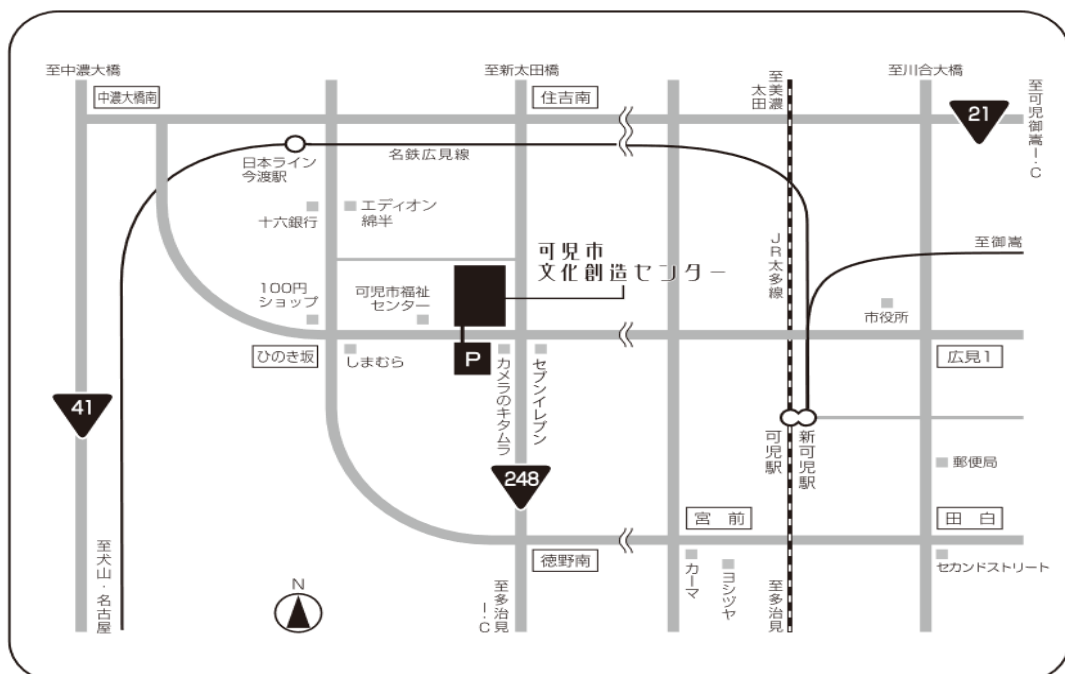 至中濃大橋
至新太田橋
至川合大橋
中濃大橋南
住吉南
至美濃
太田
21
至可児御嵩I.C
日本ライン
今渡駅
名鉄広見線
十六銀行
エディオン
綿半
可児市
文化創造センター
JR太多線
至御嵩
100円
ショップ
可児市福祉
センター
市役所
ひのき坂
しまむら
P
カメラのキタムラ
セブンイレブン
広見1
41
248
可児駅
新可児駅
郵便局
宮前
田白
徳野南
カーマ
ヨシヅヤ
セカンドストリート
至犬山・名古屋
N
至多治見
I.C
至多治見